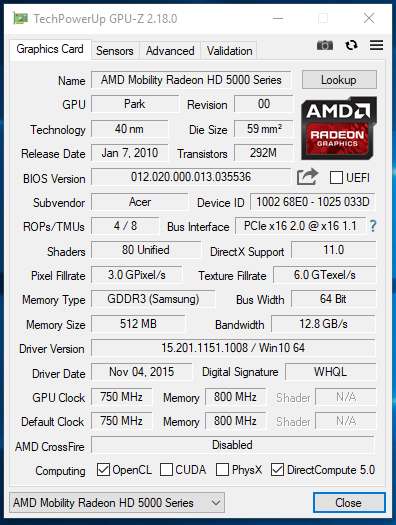 TechPowerUp GPU-Z 2.18.0
Graphics Card Sensors Advanced Validation
Name AMD Mobility Radeon HD 5000 Series Lookup
GPU Park Revision 00
AMD
RADEON
GRAPHICS
Technology 40 nm Die Size 59 mm²
Release Date Jan 7, 2010 Transistors 292M
BIOS Version 012.020.000.013.035536 UEFI
Subvendor Acer Device ID 1002 68E0 - 1025 033D
ROPs/TMUs 4 / 8 Bus Interface PCIe x16 2.0 @ x16 1.1 ?
Shaders 80 Unified DirectX Support 11.0
Pixel Fillrate 3.0 GPixel/s Texture Fillrate 6.0 GTexel/s
Memory Type GDDR3 (Samsung) Bus Width 64 Bit
Memory Size 512 MB Bandwidth 12.8 GB/s
Driver Version 15.201.1151.1008 / Win10 64
Driver Date Nov 04, 2015 Digital Signature WHQL
GPU Clock 750 MHz Memory 800 MHz Shader N/A
Default Clock 750 MHz Memory 800 MHz Shader N/A
AMD CrossFire Disabled
Computing OpenCL CUDA PhysX DirectCompute 5.0
AMD Mobility Radeon HD 5000 Series Close